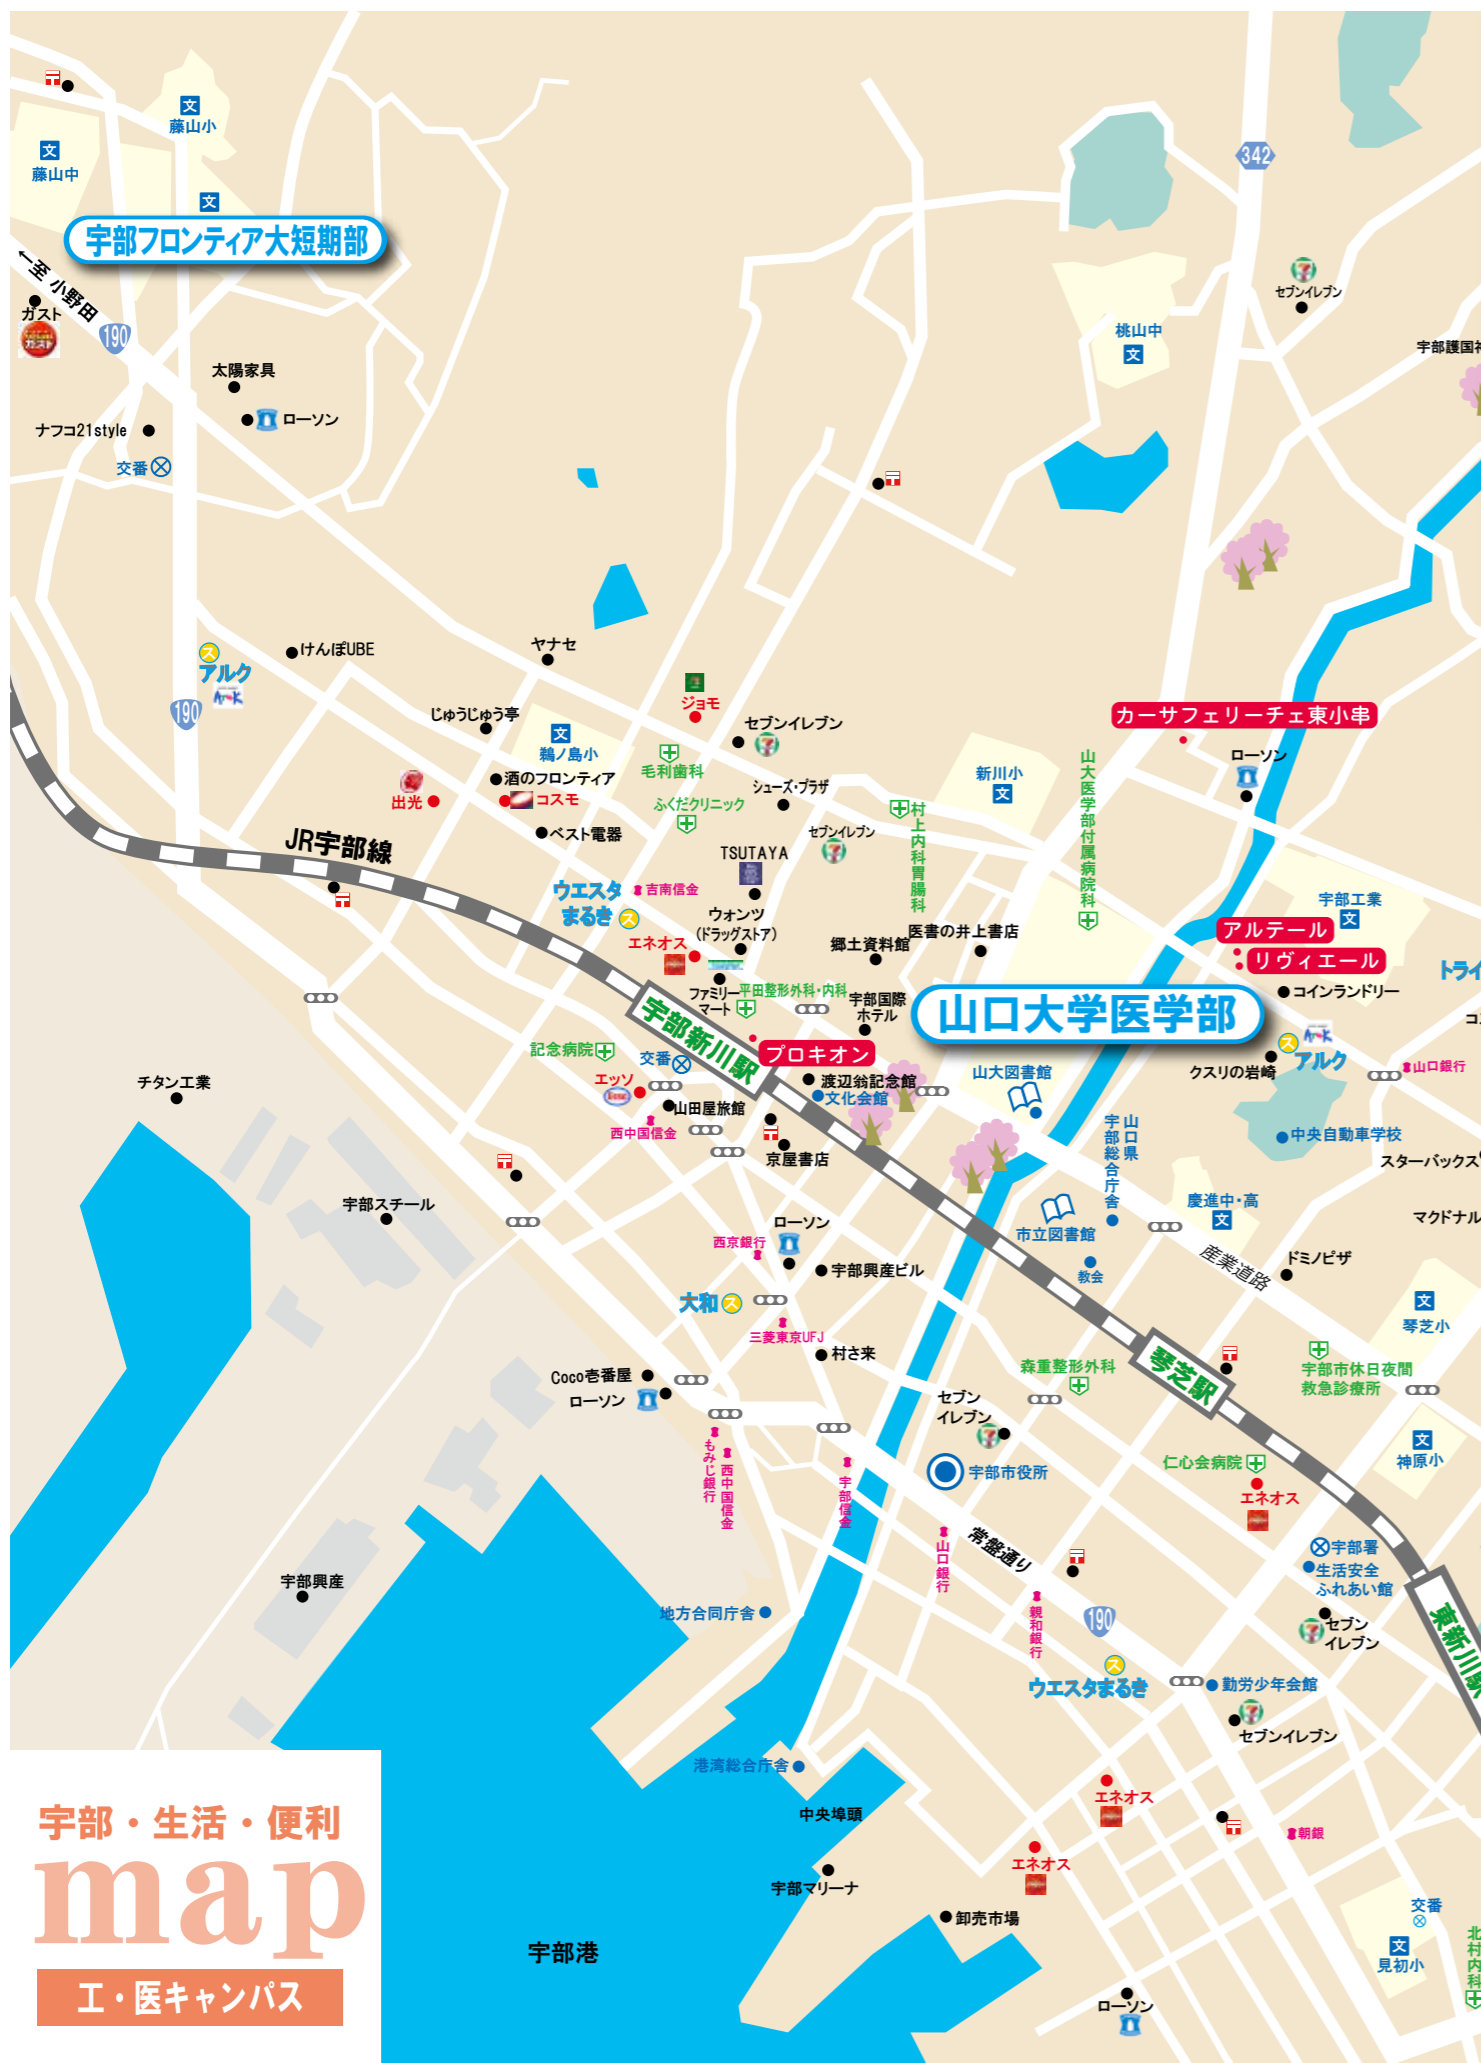 藤山小
藤山中
宇部フロンティア大短期部
←至 小野田
ガスト
ガスト
190
太陽家具
ローソン
ナフコ21style
交番
342
セブンイレブン
桃山中
宇部護国神
アルク
190
けんぽUBE
ヤナセ
じゅうじゅう亭
鵜ノ島小
ジョモ
セブンイレブン
毛利歯科
酒のフロンティア
コスモ
出光
ベスト電器
ふくだクリニック
シューズ・プラザ
セブンイレブン
TSUTAYA
JR宇部線
ウエスタ
まるき
吉南信金
ウォンツ
(ドラッグストア)
エネオス
ファミリー
マート
平田整形外科・内科
村上内科胃腸科
新川小
山大医学部付属病院科
カーサフェリーチェ東小串
ローソン
宇部工業
アルテール
リヴィエール
トライ
コインランドリー
医書の井上書店
郷土資料館
宇部国際
ホテル
山口大学医学部
アルク
クスリの岩崎
山口銀行
宇部新川駅
プロキオン
記念病院
交番
エッソ
山田屋旅館
西中国信金
渡辺翁記念館
文化会館
京屋書店
山大図書館
山口県
宇部総合庁舎
中央自動車学校
スターバックス
マクドナル
慶進中・高
市立図書館
教会
産業道路
ドミノピザ
琴芝小
チタン工業
宇部スチール
西京銀行
ローソン
宇部興産ビル
大和
三菱東京UFJ
村さ来
Coco壱番屋
ローソン
もみじ銀行
西中国信金
宇部信金
森重整形外科
セブン
イレブン
琴芝駅
宇部市休日夜間
救急診療所
宇部市役所
仁心会病院
エネオス
神原小
山口銀行
常盤通り
親和銀行
190
宇部署
生活安全
ふれあい館
セブン
イレブン
東新川駅
宇部興産
地方合同庁舎
ウエスタまるき
勤労少年会館
セブンイレブン
港湾総合庁舎
中央埠頭
エネオス
エネオス
朝銀
宇部マリーナ
卸売市場
交番
見初小
北村内科
宇部港
ローソン
宇部・生活・便利
map
工・医キャンパス